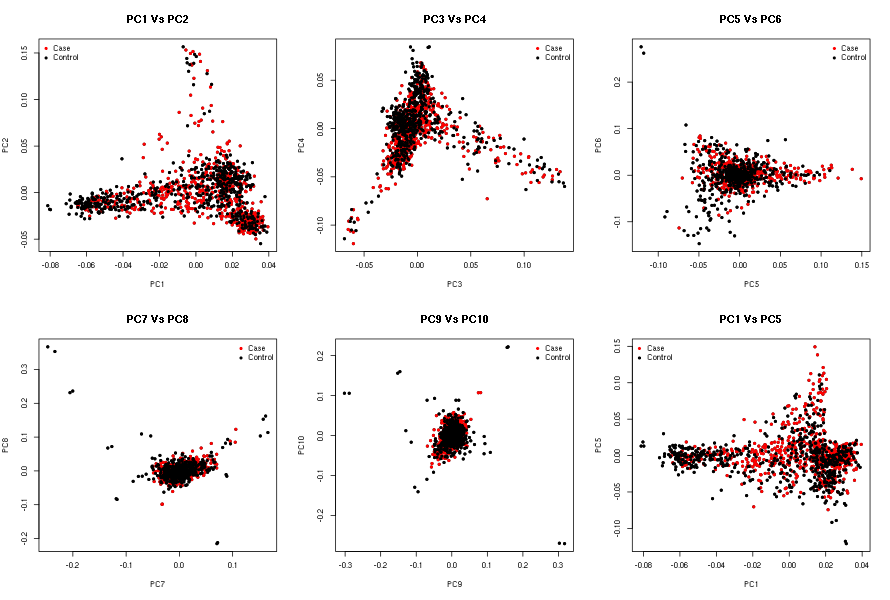 PC1 Vs PC2
Case
Control
PC2
0.15
0.10
0.05
0.00
-0.05
-0.08
-0.06
-0.04
-0.02
0.00
0.02
0.04
PC1
PC3 Vs PC4
Case
Control
PC4
0.05
0.00
-0.05
-0.10
-0.05
0.00
0.05
0.10
PC3
PC5 Vs PC6
Case
Control
PC6
0.2
0.1
0.0
-0.1
-0.10
-0.05
0.00
0.05
0.10
0.15
PC5
PC7 Vs PC8
Case
Control
PC8
0.3
0.2
0.1
0.0
-0.1
-0.2
-0.2
-0.1
0.0
0.1
PC7
PC9 Vs PC10
Case
Control
PC10
0.2
0.1
0.0
-0.1
-0.2
-0.3
-0.2
-0.1
0.0
0.1
0.2
0.3
PC9
PC1 Vs PC5
Case
Control
PC5
0.15
0.10
0.05
0.00
-0.05
-0.10
-0.08
-0.06
-0.04
-0.02
0.00
0.02
0.04
PC1